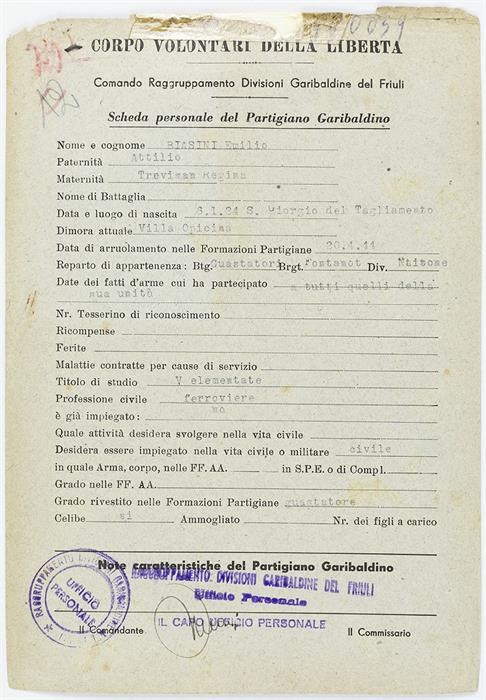 0059
CORPO VOLONTARI DELLA LIBERTA
Comando Raggruppamento Divisioni Garibaldine del Friuli
Scheda personale del Partigiano Garibaldino
Nome e cognome BIASINI Emilio
Paternità Attilio
Maternità Trevisan Regina
Nome di Battaglia
Data e luogo di nascita 8.1.24 S. Giorgio del Tagliamento
Dimora attuale Villa Opicina
Data di arruolamento nelle Formazioni Partigiane 20.4.44
Reparto di appartenenza: Btg. Guastatori Brgt. Fontanot Div. Natisone
Date dei fatti d'arme cui ha partecipato a tutti quelli della
sua unità
Nr. Tesserino di riconoscimento
Ricompense
Ferite
Malattie contratte per cause di servizio
Titolo di studio V elementate
Professione civile ferroviere
è già impiegato: no
Quale attività desidera svolgere nella vita civile
Desidera essere impiegato nella vita civile o militare civile
in quale Arma, corpo, nelle FF. AA. in S.P.E. o di Compl.
Grado nelle FF. AA.
Grado rivestito nelle Formazioni Partigiane guastatore
Celibe si Ammogliato Nr. dei figli a carico
Note caratteristiche del Partigiano Garibaldino
RAGGRUPPAMENTO DIVISIONI GARIBALDINE DEL FRIULI
Ufficio Personale
UFFICIO
PERSONALE
IL CAPO UFFICIO PERSONALE
Il Comandante Il Commissario